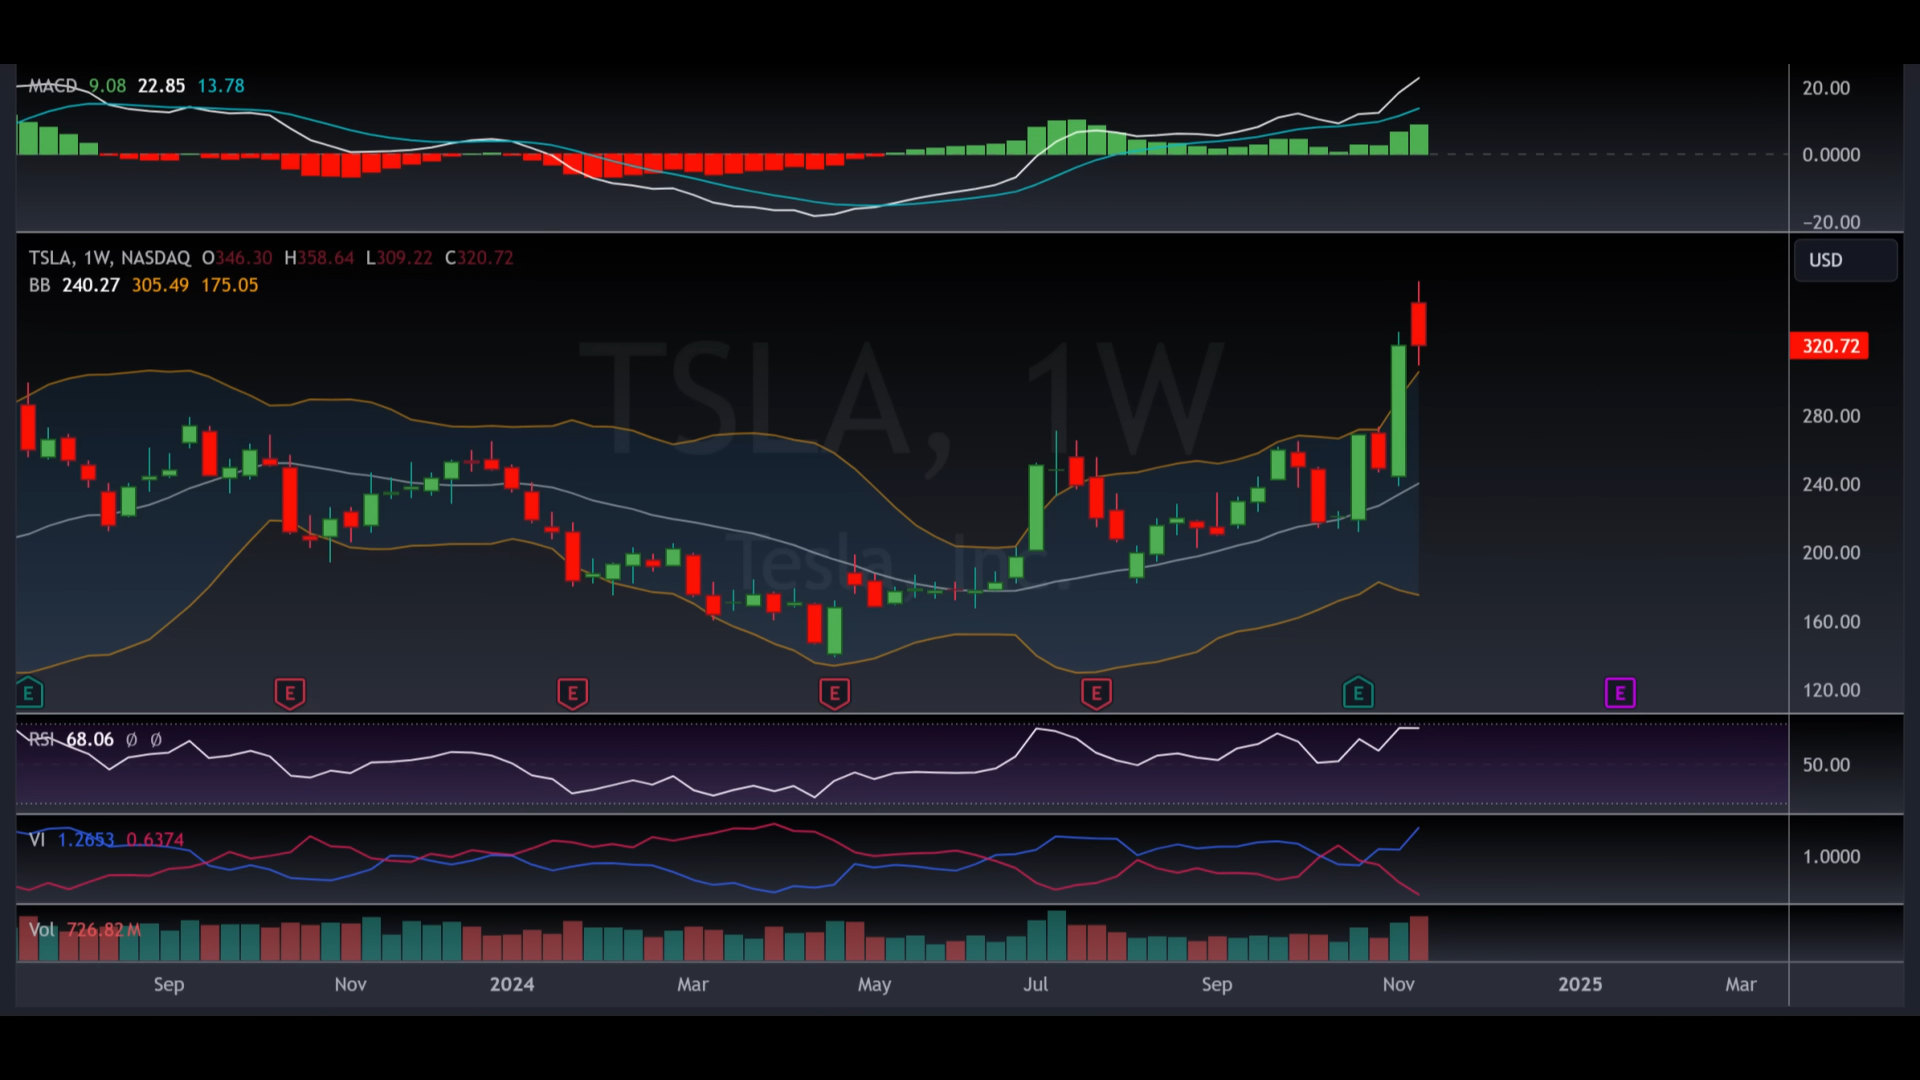 MACD 9.08 22.85 13.78
20.00
0.0000
−20.00
TSLA, 1W, NASDAQ O346.30 H358.64 L309.22 C320.72
USD
BB 240.27 305.49 175.05
TSLA, 1W
Tesla, Inc.
320.72
280.00
240.00
200.00
160.00
120.00
E E E E E E E
RSI 68.06 Ø Ø
50.00
VI 1.2653 0.6374
1.0000
Vol 726.82 M
Sep Nov 2024 Mar May Jul Sep Nov 2025 Mar